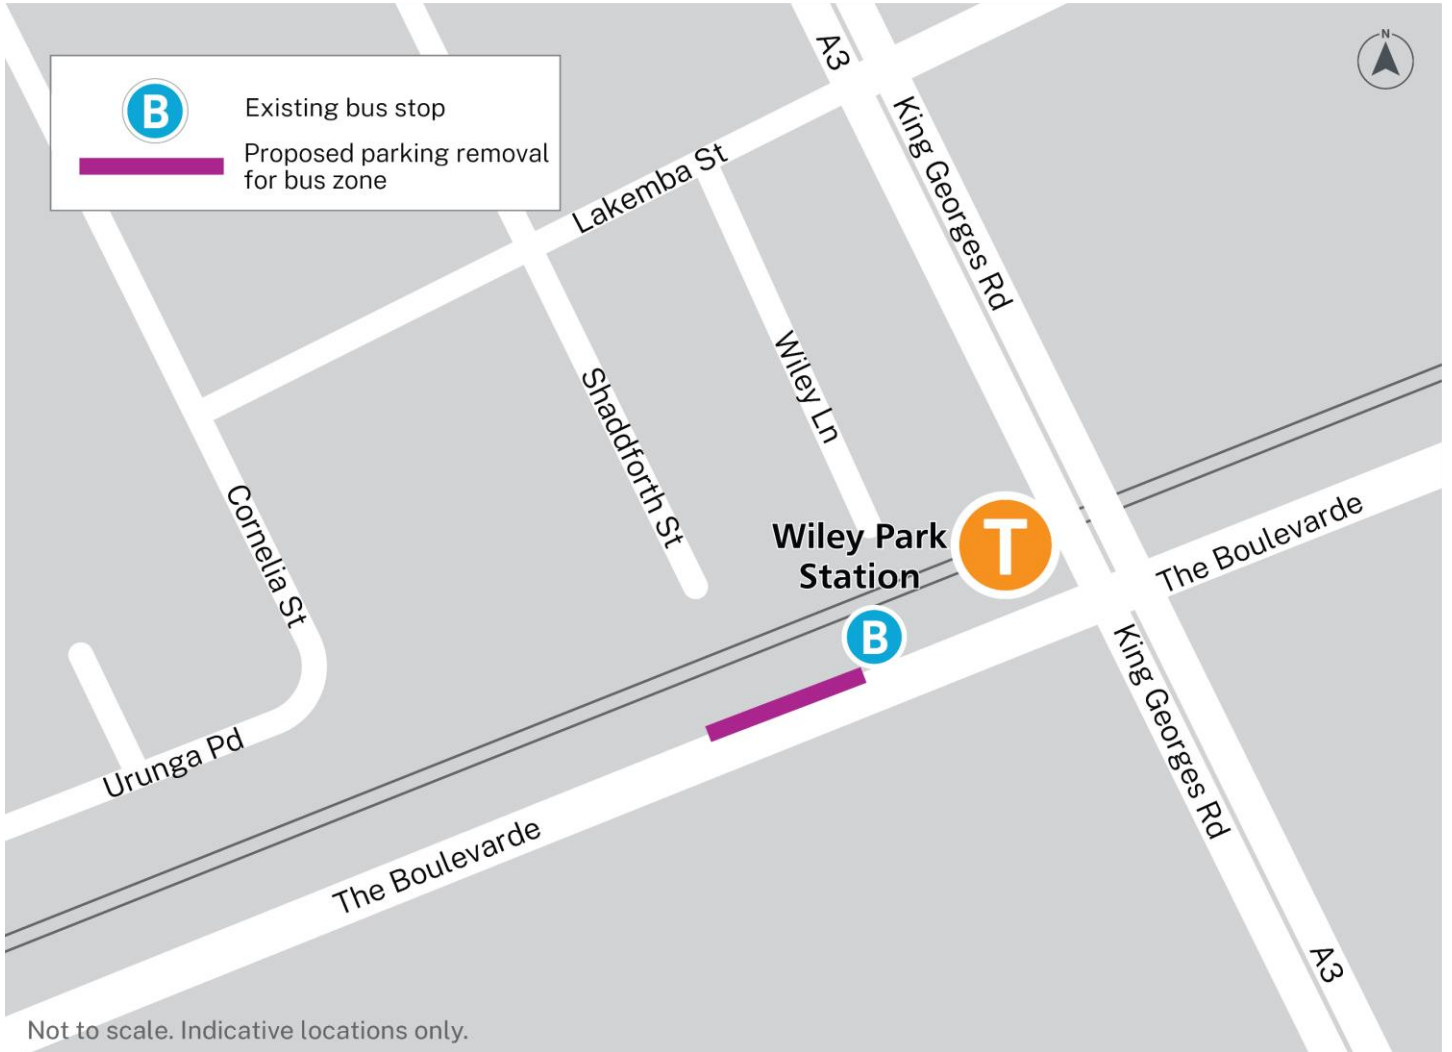 B
Existing bus stop
Proposed parking removal
for bus zone
N
A3
King Georges Rd
Lakemba St
Wiley Ln
Shaddforth St
Cornelia St
Wiley Park
Station
T
B
The Boulevarde
King Georges Rd
Urunga Pd
The Boulevarde
A3
Not to scale. Indicative locations only.